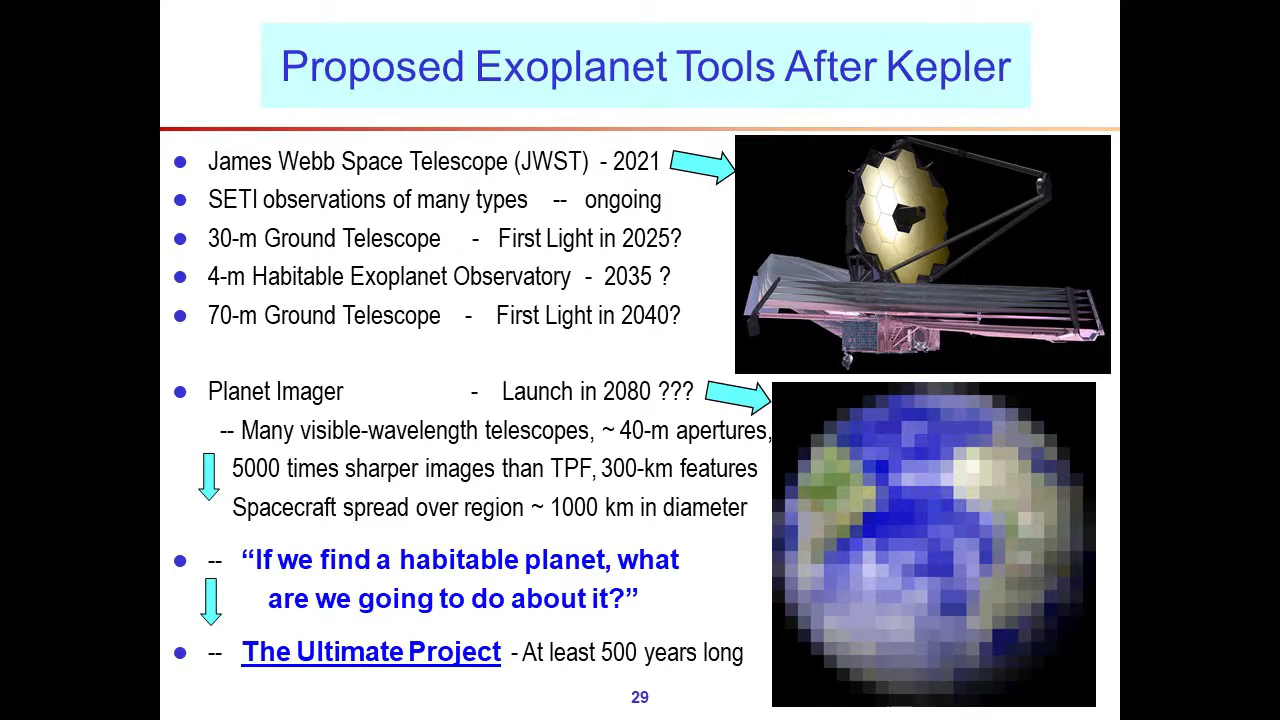 Proposed Exoplanet Tools After Kepler
James Webb Space Telescope (JWST) - 2021
SETI observations of many types -- ongoing
30-m Ground Telescope - First Light in 2025?
4-m Habitable Exoplanet Observatory - 2035 ?
70-m Ground Telescope - First Light in 2040?
Planet Imager - Launch in 2080 ???
-- Many visible-wavelength telescopes, ~ 40-m apertures,
5000 times sharper images than TPF, 300-km features
Spacecraft spread over region ~ 1000 km in diameter
-- “If we find a habitable planet, what
are we going to do about it?”
-- The Ultimate Project - At least 500 years long
29